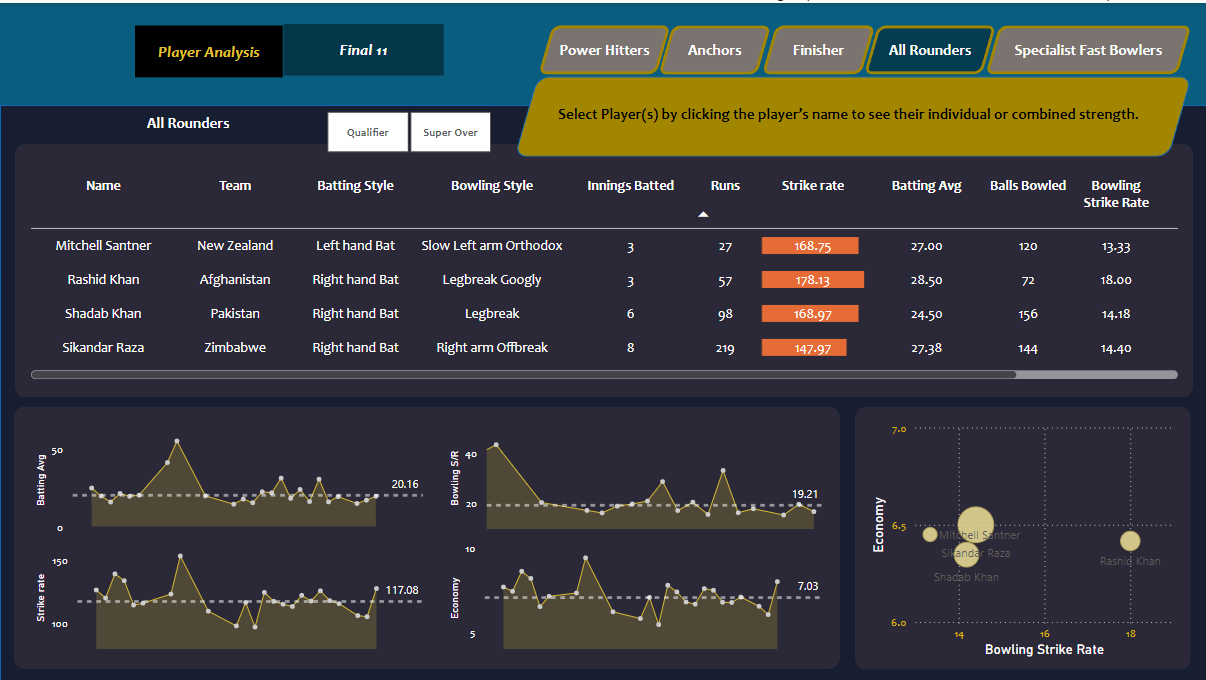 Player Analysis
Final 11
Power Hitters
Anchors
Finisher
All Rounders
Specialist Fast Bowlers
Select Player(s) by clicking the player's name to see their individual or combined strength.
All Rounders
Qualifier
Super Over
Name Team Batting Style Bowling Style Innings Batted Runs Strike rate Batting Avg Balls Bowled Bowling
Strike Rate
Mitchell Santner New Zealand Left hand Bat Slow Left arm Orthodox 3 27 168.75 27.00 120 13.33
Rashid Khan Afghanistan Right hand Bat Legbreak Googly 3 57 178.13 28.50 72 18.00
Shadab Khan Pakistan Right hand Bat Legbreak 6 98 168.97 24.50 156 14.18
Sikandar Raza Zimbabwe Right hand Bat Right arm Offbreak 8 219 147.97 27.38 144 14.40
Batting Avg
50
0
20.16
Strike rate
150
100
117.08
Bowling S/R
40
20
19.21
Economy
10
5
7.03
Economy
7.0
6.5
6.0
Mitchell Santner
Sikandar Raza
Shadab Khan
Rashid Khan
14 16 18
Bowling Strike Rate